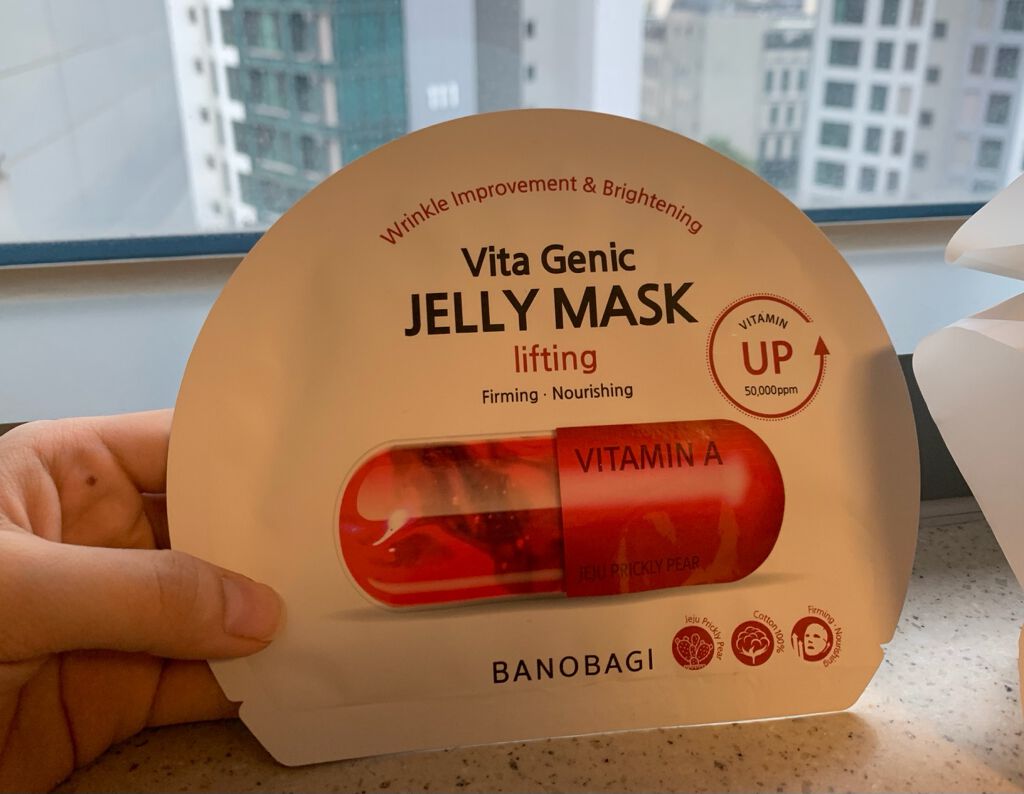 Wrinkle Improvement & Brightening
Vita Genic
JELLY MASK
lifting
Firming · Nourishing
VITAMIN
UP
50,000ppm
VITAMIN A
JEJU PRICKLY PEAR
BANOBAGI
Jeju Prickly Pear
Cotton 100%
Firming · Nourishing
111